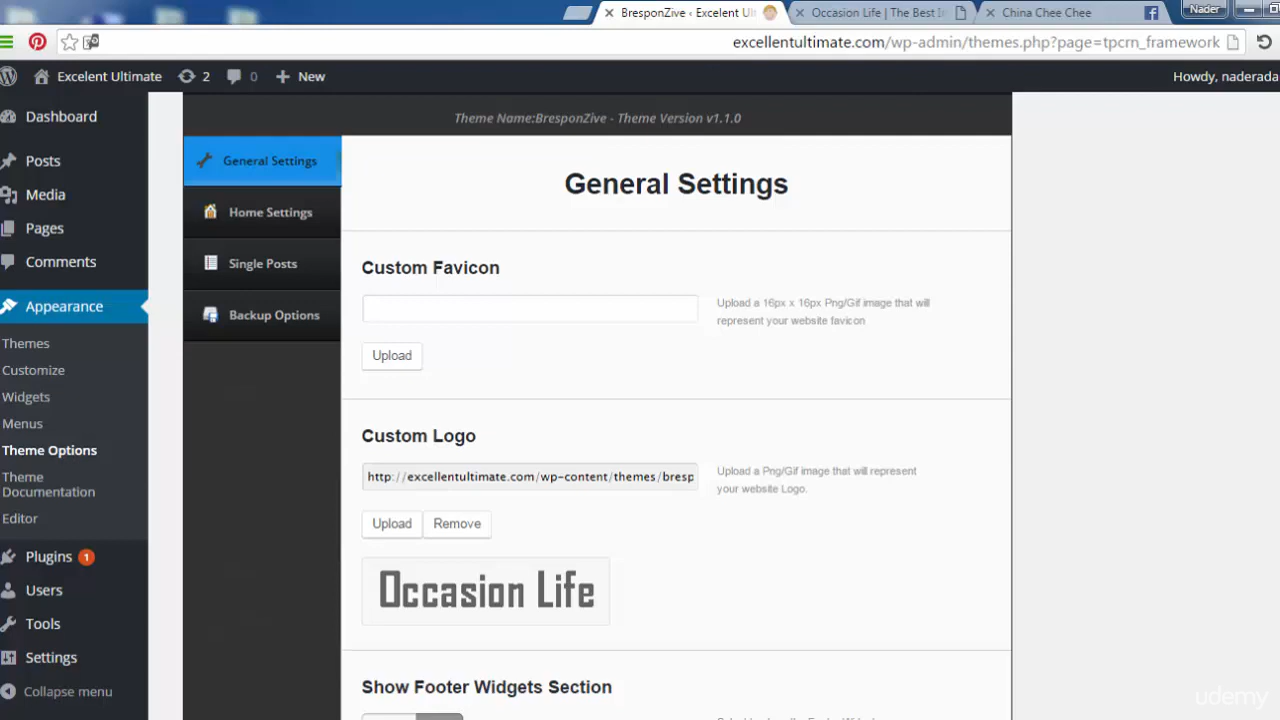 BresponZive ‹ Excelent Ulti
Occasion Life | The Best I
China Chee Chee
Nader
excellentultimate.com/wp-admin/themes.php?page=tpcrn_framework
Excelent Ultimate
2
0
New
Howdy, naderada
Dashboard
Posts
Media
Pages
Comments
Appearance
Themes
Customize
Widgets
Menus
Theme Options
Theme
Documentation
Editor
Plugins 1
Users
Tools
Settings
Collapse menu
Theme Name:BresponZive - Theme Version v1.1.0
General Settings
Home Settings
Single Posts
Backup Options
General Settings
Custom Favicon
Upload a 16px x 16px Png/Gif image that will
represent your website favicon
Upload
Custom Logo
http://excellentultimate.com/wp-content/themes/bresp
Upload a Png/Gif image that will represent
your website Logo.
Upload
Remove
Occasion Life
Show Footer Widgets Section
udemy